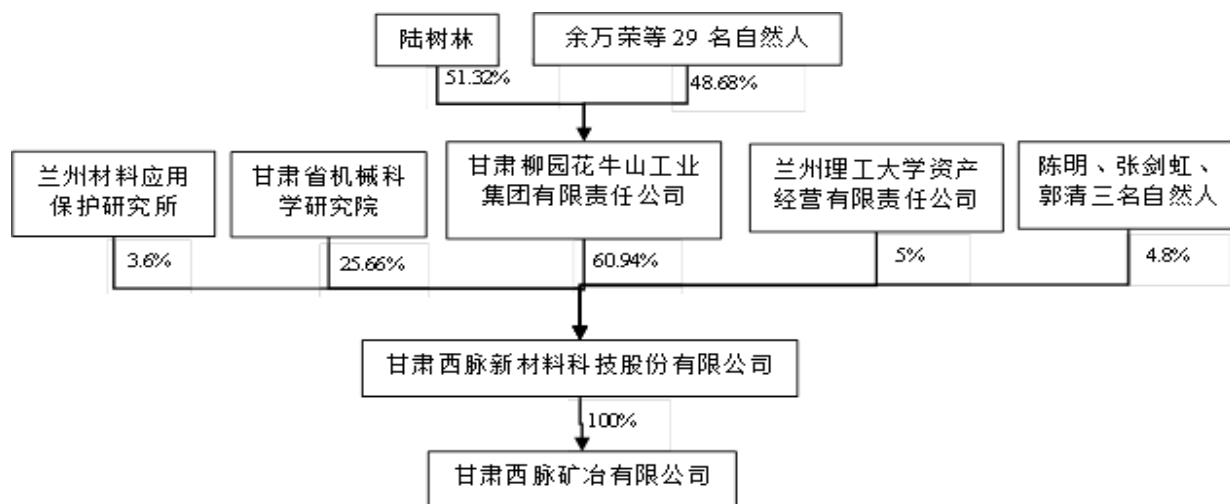 陆树林
余万荣等29 名自然人
51.32%
48.68%
兰州材料应用
保护研究所
甘肃省机械科
学研究院
甘肃柳园花牛山工业
集团有限责任公司
兰州理工大学资产
经营有限责任公司
陈明、张剑虹、
郭清三名自然人
3.6%
25.66%
60.94%
5%
4.8%
甘肃西脉新材料科技股份有限公司
100%
甘肃西脉矿冶有限公司